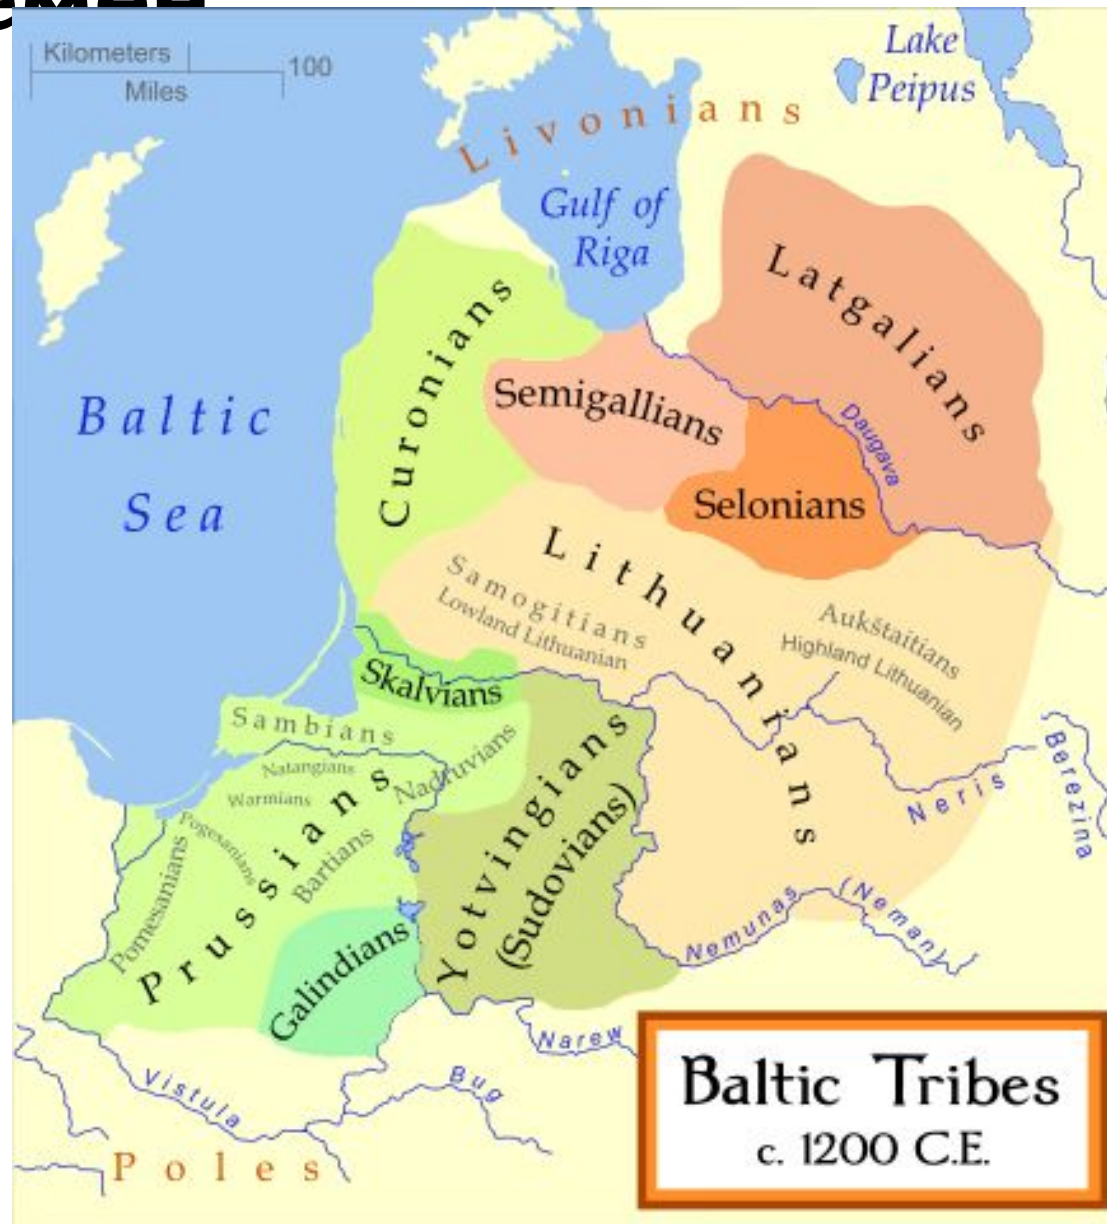 Kilometers
100
Miles
Lake
Peipus
Livonians
Gulf of
Riga
Latgalians
Curonians
Semigallians
Baltic
Sea
Daugava
Selonians
Lithuanians
Samogitians
Lowland Lithuanian
Aukštaitians
Highland Lithuanian
Skalvians
Sambians
Natangians
Nadruvians
Warmians
Pogesanians
Prussians
Bartians
Pomesanians
Yotvingians
(Sudovians)
Neris
Berezina
Nemunas
(Neman)
Galindians
Narew
Vistula
Bug
Poles
Baltic Tribes
c. 1200 C.E.